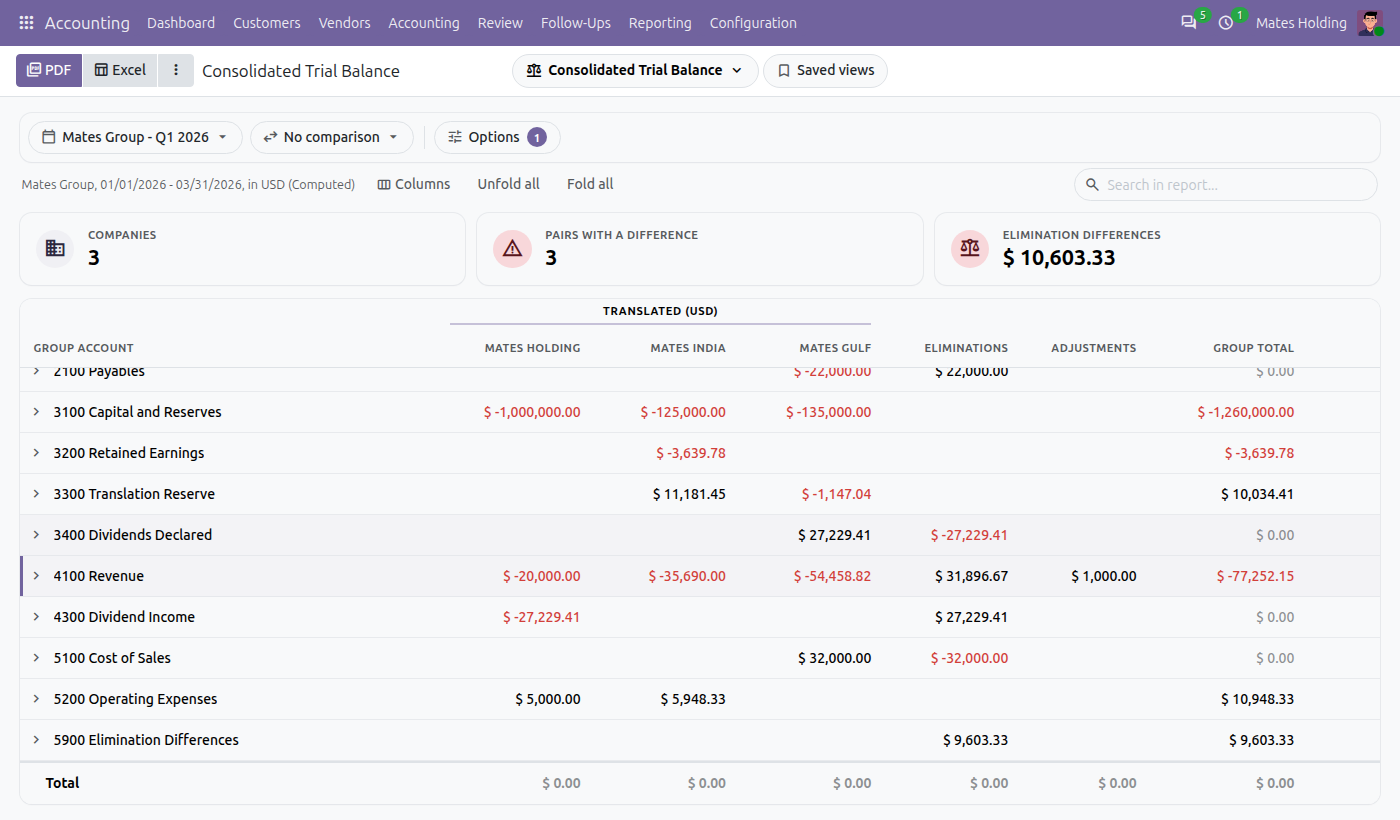 Accounting Dashboard Customers Vendors Accounting Review Follow-Ups Reporting Configuration 5 1 Mates Holding
PDF Excel Consolidated Trial Balance Consolidated Trial Balance Saved views
Mates Group - Q1 2026 No comparison Options 1
Mates Group, 01/01/2026 - 03/31/2026, in USD (Computed) Columns Unfold all Fold all Search in report...
COMPANIES
3
PAIRS WITH A DIFFERENCE
3
ELIMINATION DIFFERENCES
$ 10,603.33
TRANSLATED (USD)
GROUP ACCOUNT MATES HOLDING MATES INDIA MATES GULF ELIMINATIONS ADJUSTMENTS GROUP TOTAL
2100 Payables $ -22,000.00 $ 22,000.00 $ 0.00
3100 Capital and Reserves $ -1,000,000.00 $ -125,000.00 $ -135,000.00 $ -1,260,000.00
3200 Retained Earnings $ -3,639.78 $ -3,639.78
3300 Translation Reserve $ 11,181.45 $ -1,147.04 $ 10,034.41
3400 Dividends Declared $ 27,229.41 $ -27,229.41 $ 0.00
4100 Revenue $ -20,000.00 $ -35,690.00 $ -54,458.82 $ 31,896.67 $ 1,000.00 $ -77,252.15
4300 Dividend Income $ -27,229.41 $ 27,229.41 $ 0.00
5100 Cost of Sales $ 32,000.00 $ -32,000.00 $ 0.00
5200 Operating Expenses $ 5,000.00 $ 5,948.33 $ 10,948.33
5900 Elimination Differences $ 9,603.33 $ 9,603.33
Total $ 0.00 $ 0.00 $ 0.00 $ 0.00 $ 0.00 $ 0.00